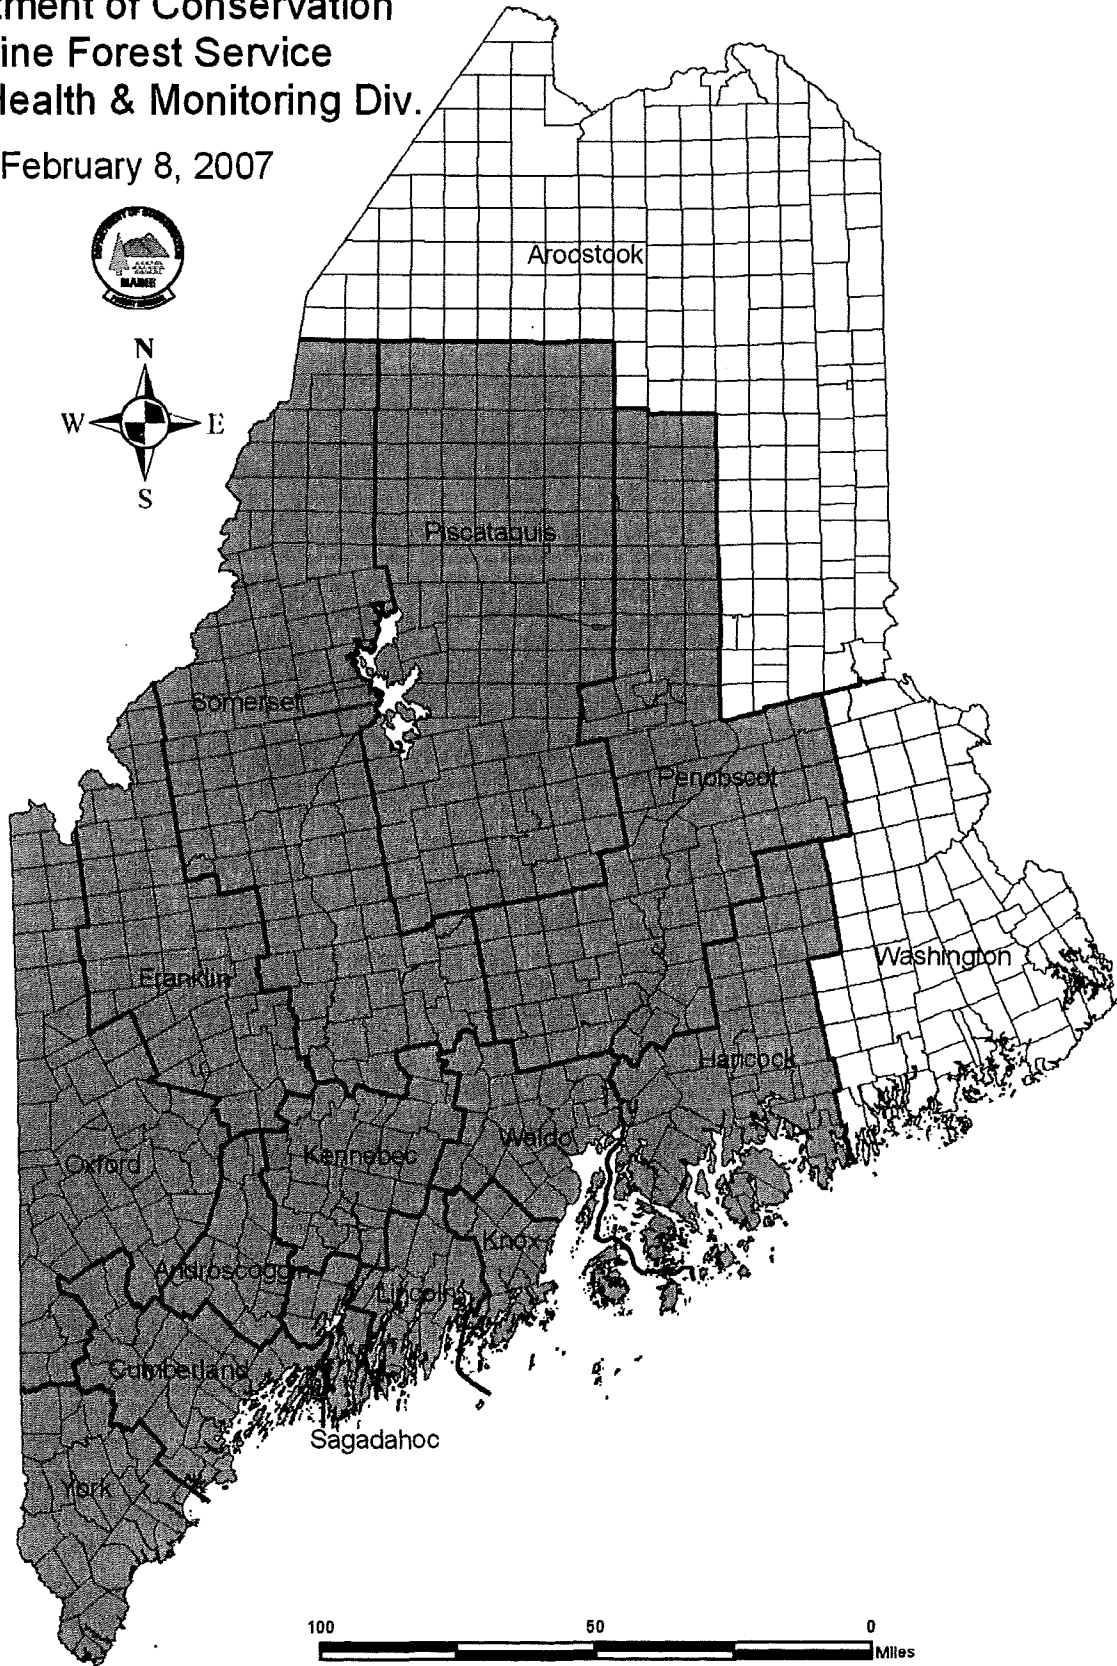 tment of Conservation
ine Forest Service
Health & Monitoring Div.
February 8, 2007
MAINE
N
W E
S
Aroostook
Piscataquis
Somerset
Penobscot
Washington
Franklin
Hancock
Waldo
Oxford
Kennebec
Knox
Androscoggin
Lincoln
Cumberland
Sagadahoc
York
100 50 0
Miles